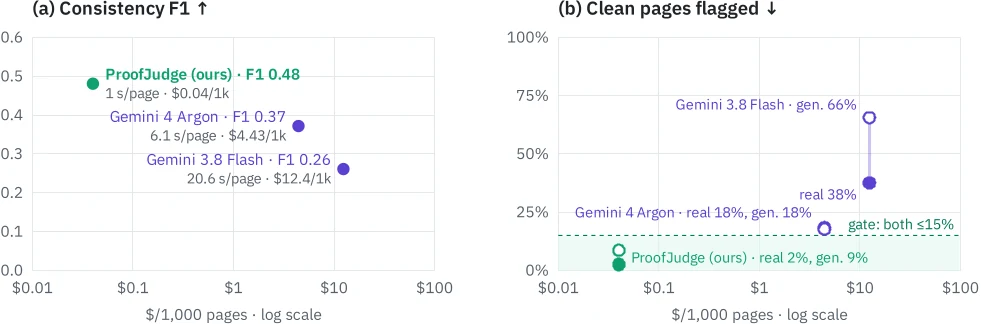 (a) Consistency F1 ↑
0.6
0.5
0.4
0.3
0.2
0.1
0.0
ProofJudge (ours) · F1 0.48
1 s/page · $0.04/1k
Gemini 4 Argon · F1 0.37
6.1 s/page · $4.43/1k
Gemini 3.8 Flash · F1 0.26
20.6 s/page · $12.4/1k
$0.01 $0.1 $1 $10 $100
$/1,000 pages · log scale
(b) Clean pages flagged ↓
100%
75%
50%
25%
0%
Gemini 3.8 Flash · gen. 66%
real 38%
Gemini 4 Argon · real 18%, gen. 18%
gate: both ≤15%
ProofJudge (ours) · real 2%, gen. 9%
$0.01 $0.1 $1 $10 $100
$/1,000 pages · log scale